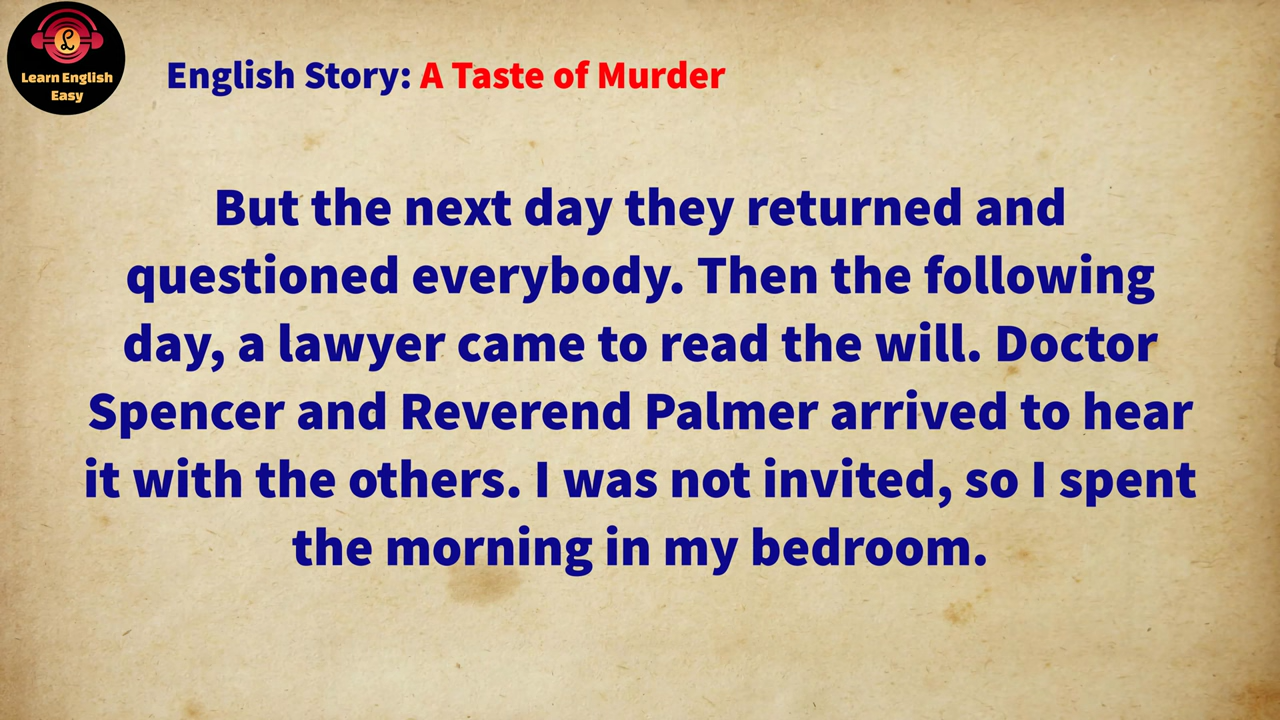 Learn English
Easy
English Story: A Taste of Murder
But the next day they returned and
questioned everybody. Then the following
day, a lawyer came to read the will. Doctor
Spencer and Reverend Palmer arrived to hear
it with the others. I was not invited, so I spent
the morning in my bedroom.